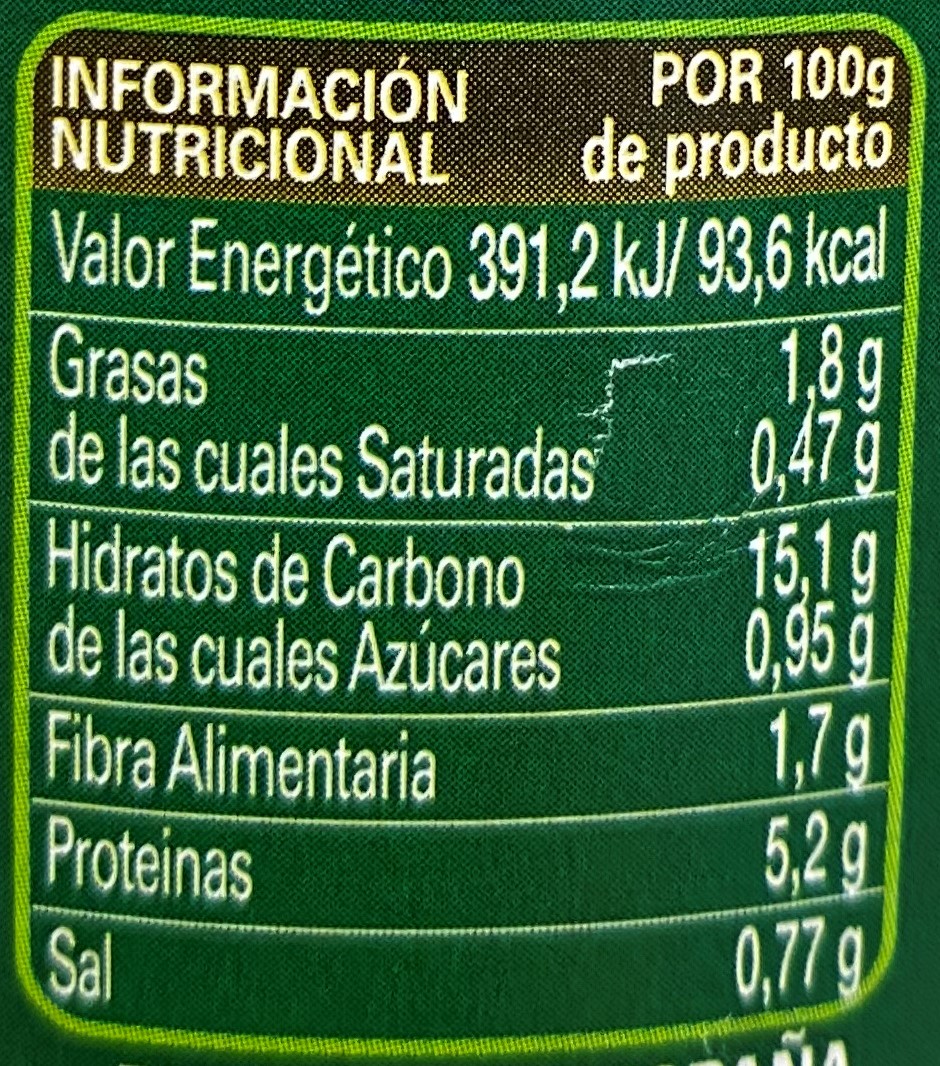 INFORMACIÓN NUTRICIONAL POR 100g de producto
Valor Energético 391,2 kJ/ 93,6 kcal
Grasas 1,8 g
de las cuales Saturadas 0,47 g
Hidratos de Carbono 15,1 g
de las cuales Azúcares 0,95 g
Fibra Alimentaria 1,7 g
Proteinas 5,2 g
Sal 0,77 g